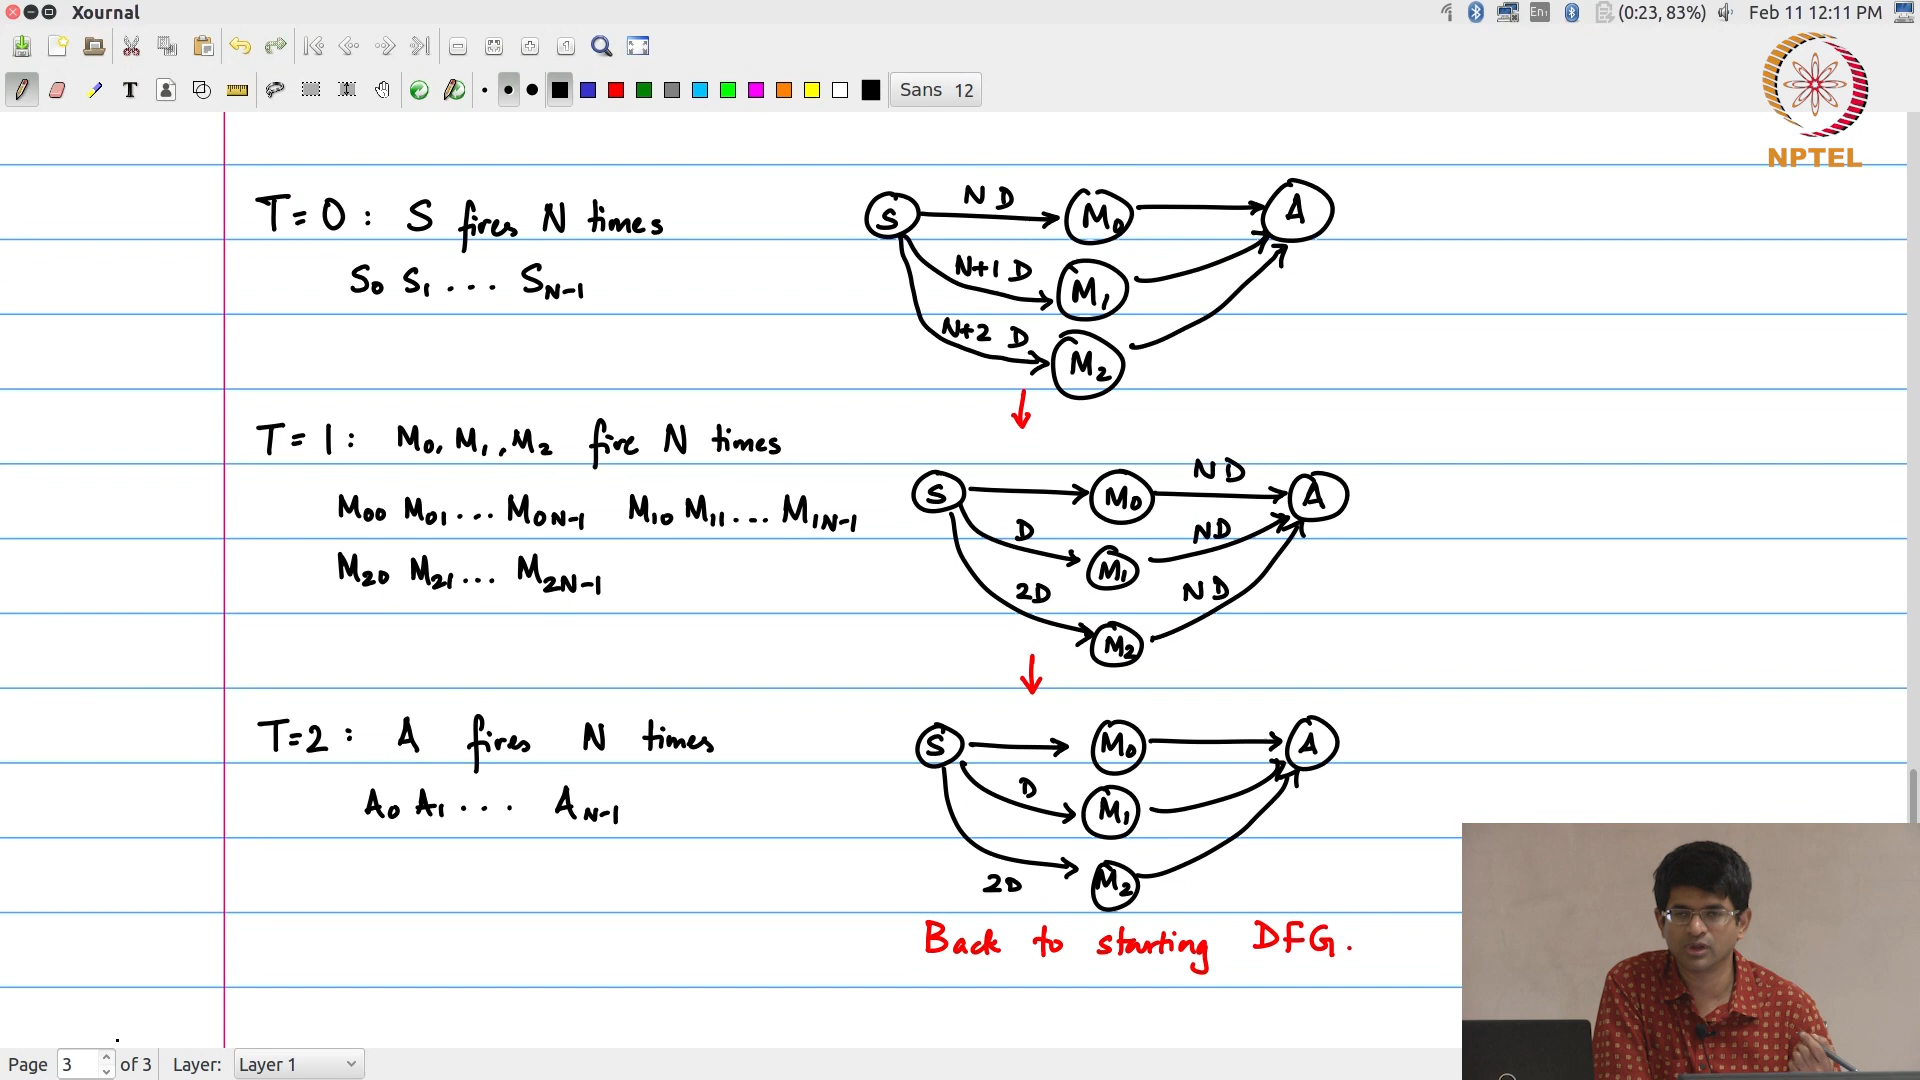 Xournal
En1
(0:23, 83%)
Feb 11 12:11 PM
T
Sans 12
NPTEL
T=0: S fires N times
S0 S1 ... SN-1
S
ND
M0
A
N+1 D
M1
N+2 D
M2
T=1: M0, M1, M2 fire N times
M00 M01 ... M0N-1 M10 M11 ... M1N-1
M20 M21 ... M2N-1
S
M0
ND
A
D
M1
ND
2D
M2
ND
T=2: A fires N times
A0 A1 ... AN-1
S
M0
A
D
M1
2D
M2
Back to starting DFG.
Page 3 of 3 Layer: Layer 1